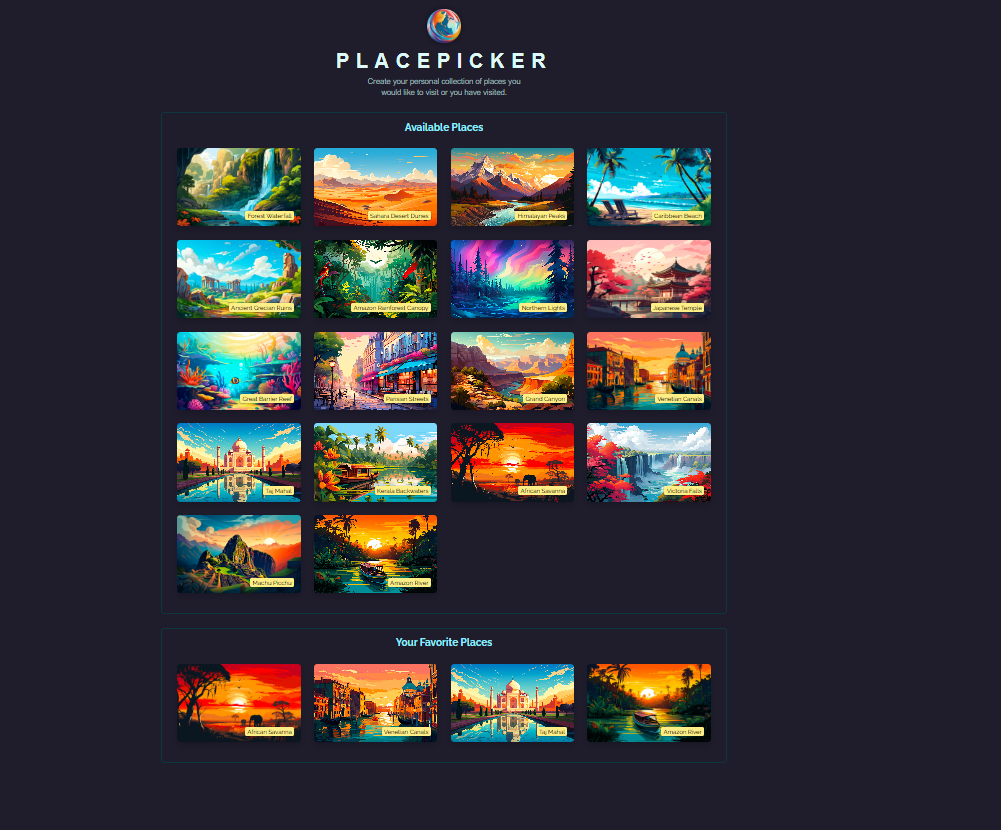 PLACEPICKER
Create your personal collection of places you
would like to visit or you have visited.
Available Places
Forest Waterfall
Sahara Desert Dunes
Himalayan Peaks
Caribbean Beach
Ancient Grecian Ruins
Amazon Rainforest Canopy
Northern Lights
Japanese Temple
Great Barrier Reef
Parisian Streets
Grand Canyon
Venetian Canals
Taj Mahal
Kerala Backwaters
African Savanna
Victoria Falls
Machu Picchu
Amazon River
Your Favorite Places
African Savanna
Venetian Canals
Taj Mahal
Amazon River